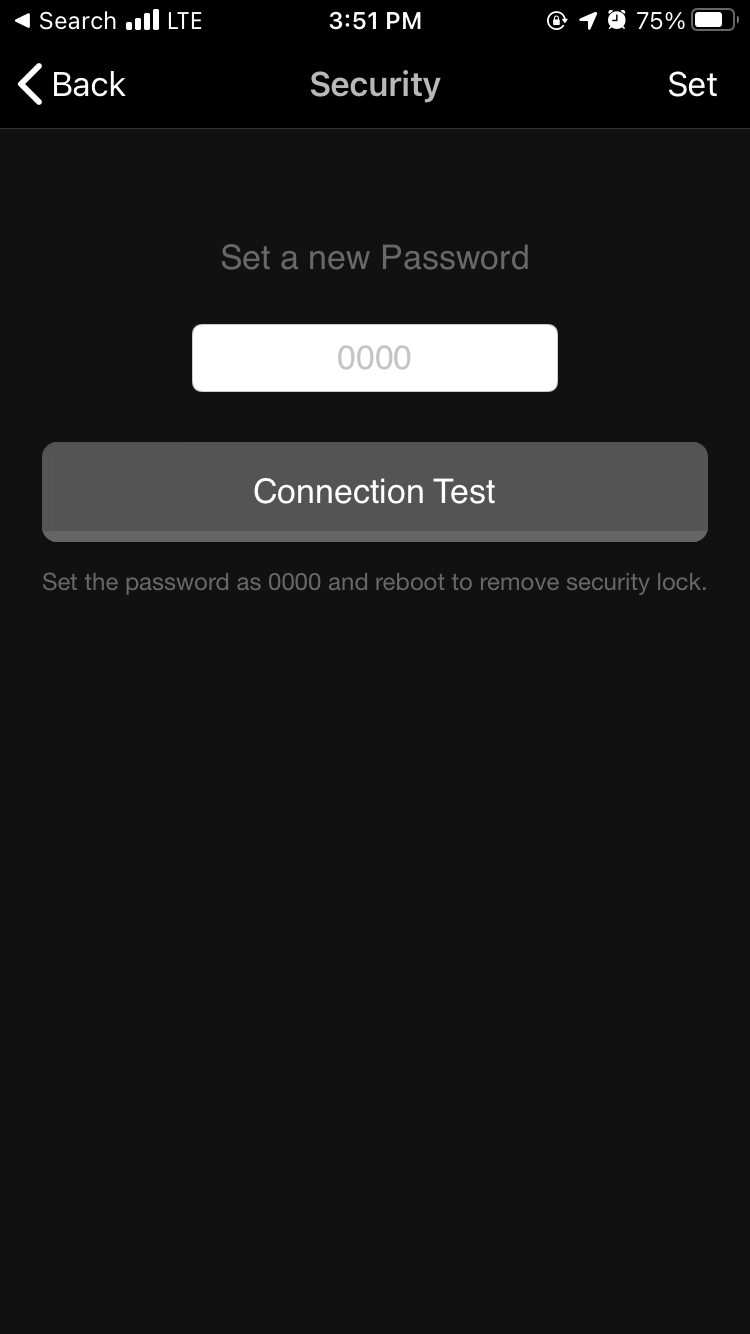 Search LTE 3:51 PM 75%
Back Security Set
Set a new Password
0000
Connection Test
Set the password as 0000 and reboot to remove security lock.